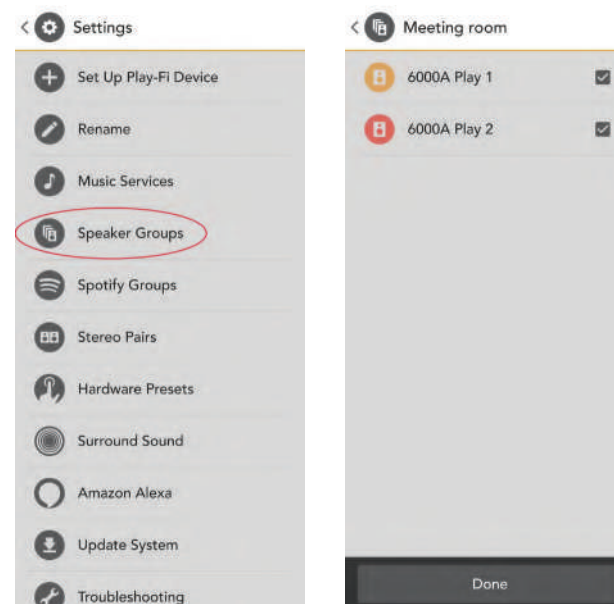 Settings
Set Up Play-Fi Device
Rename
Music Services
Speaker Groups
Spotify Groups
Stereo Pairs
Hardware Presets
Surround Sound
Amazon Alexa
Update System
Troubleshooting
Meeting room
6000A Play 1
6000A Play 2
Done